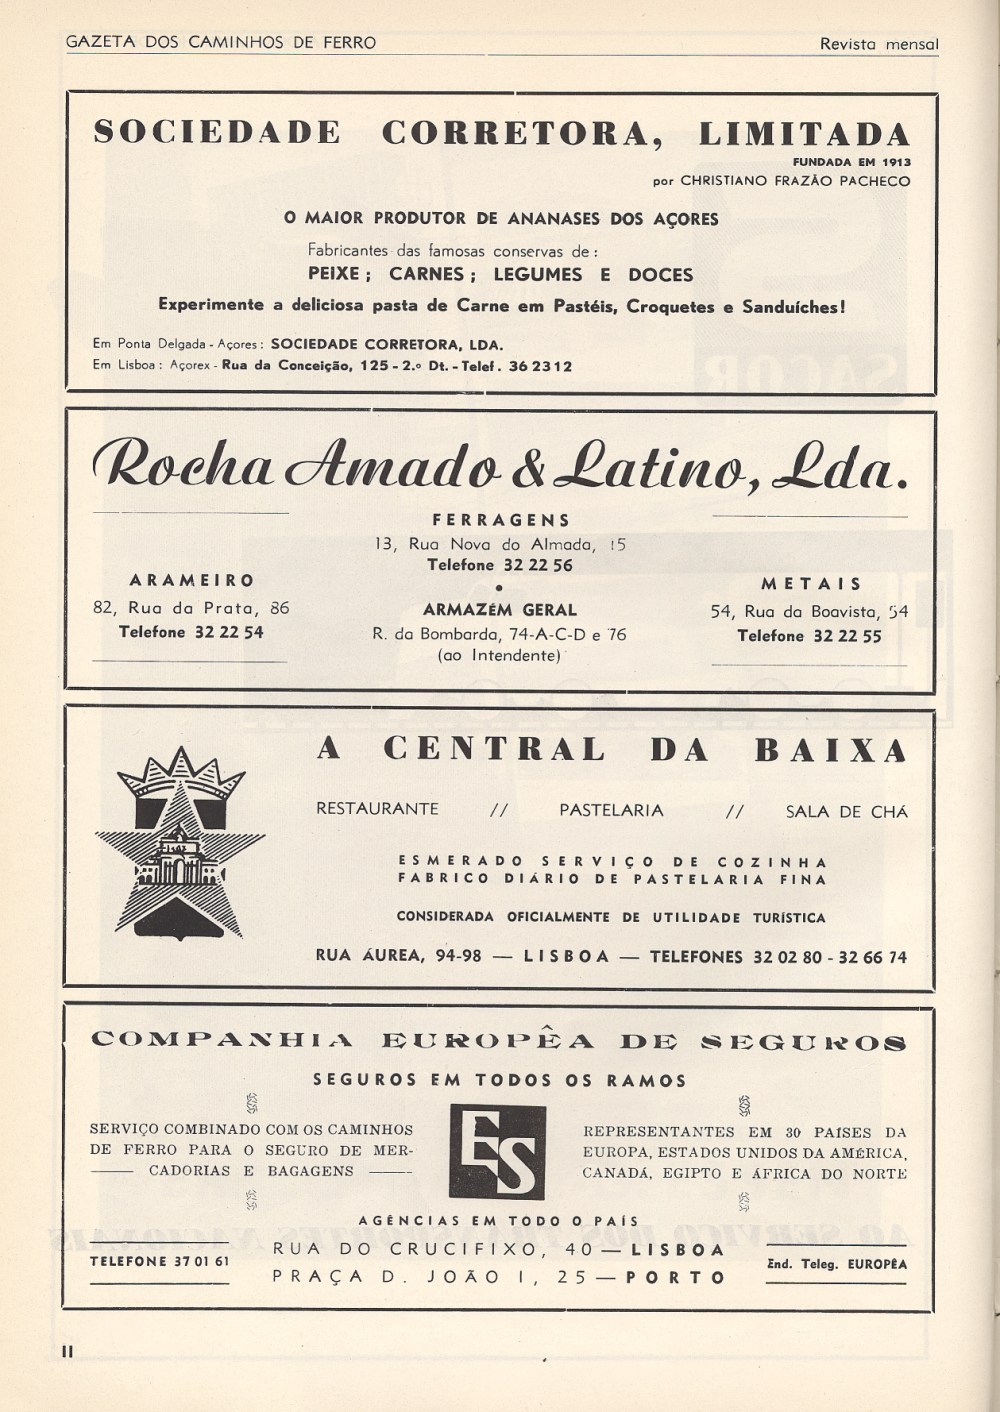 GAZETA DOS CAMINHOS DE FERRO
Revista mensal
SOCIEDADE CORRETORA, LIMITADA
FUNDADA EM 1913
por CHRISTIANO FRAZÃO PACHECO
O MAIOR PRODUTOR DE ANANASES DOS AÇORES
Fabricantes das famosas conservas de:
PEIXE; CARNES; LEGUMES E DOCES
Experimente a deliciosa pasta de Carne em Pastéis, Croquetes e Sanduíches!
Em Ponta Delgada - Açores: SOCIEDADE CORRETORA, LDA.
Em Lisboa: Açorex - Rua da Conceição, 125 - 2.º Dt. - Telef. 36 23 12
Rocha Amado & Latino, Lda.
FERRAGENS
13, Rua Nova do Almada, 15
Telefone 32 22 56
ARAMEIRO
82, Rua da Prata, 86
Telefone 32 22 54
ARMAZÉM GERAL
R. da Bombarda, 74-A-C-D e 76
(ao Intendente)
METAIS
54, Rua da Boavista, 54
Telefone 32 22 55
A CENTRAL DA BAIXA
RESTAURANTE // PASTELARIA // SALA DE CHÁ
ESMERADO SERVIÇO DE COZINHA
FABRICO DIÁRIO DE PASTELARIA FINA
CONSIDERADA OFICIALMENTE DE UTILIDADE TURÍSTICA
RUA ÁUREA, 94-98 — LISBOA — TELEFONES 32 02 80 - 32 66 74
COMPANHIA EUROPÊA DE SEGUROS
SEGUROS EM TODOS OS RAMOS
SERVIÇO COMBINADO COM OS CAMINHOS
DE FERRO PARA O SEGURO DE MER-
CADORIAS E BAGAGENS
ES
REPRESENTANTES EM 30 PAÍSES DA
EUROPA, ESTADOS UNIDOS DA AMÉRICA,
CANADÁ, EGIPTO E ÁFRICA DO NORTE
AGÊNCIAS EM TODO O PAÍS
TELEFONE 37 01 61
RUA DO CRUCIFIXO, 40 — LISBOA
PRAÇA D. JOÃO I, 25 — PORTO
End. Teleg. EUROPÊA
II